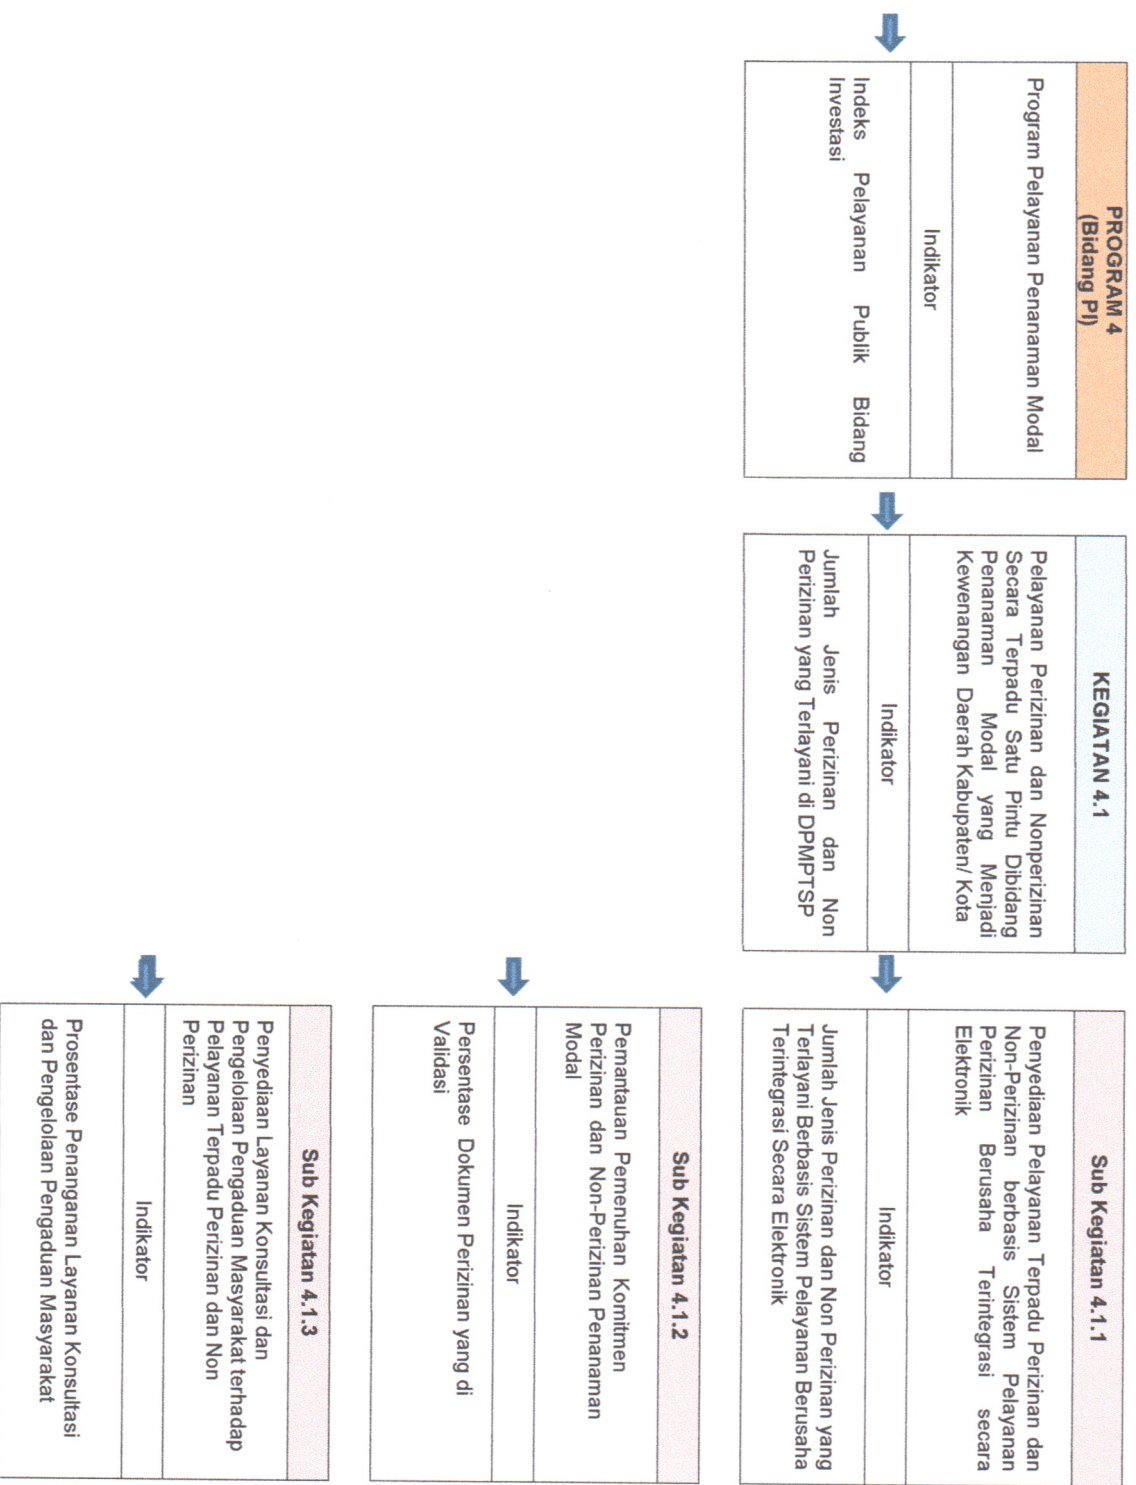 PROGRAM 4
(Bidang PI)
Program Pelayanan Penanaman Modal
Indikator
Indeks Pelayanan Publik Bidang
Investasi
KEGIATAN 4.1
Pelayanan Perizinan dan Nonperizinan
Secara Terpadu Satu Pintu Dibidang
Penanaman Modal yang Menjadi
Kewenangan Daerah Kabupaten/ Kota
Indikator
Jumlah Jenis Perizinan dan Non
Perizinan yang Terlayani di DPMPTSP
Sub Kegiatan 4.1.1
Penyediaan Pelayanan Terpadu Perizinan dan
Non-Perizinan berbasis Sistem Pelayanan
Perizinan Berusaha Terintegrasi secara
Elektronik
Indikator
Jumlah Jenis Perizinan dan Non Perizinan yang
Terlayani Berbasis Sistem Pelayanan Berusaha
Terintegrasi Secara Elektronik
Sub Kegiatan 4.1.2
Pemantauan Pemenuhan Komitmen
Perizinan dan Non-Perizinan Penanaman
Modal
Indikator
Persentase Dokumen Perizinan yang di
Validasi
Sub Kegiatan 4.1.3
Penyediaan Layanan Konsultasi dan
Pengelolaan Pengaduan Masyarakat terhadap
Pelayanan Terpadu Perizinan dan Non
Perizinan
Indikator
Prosentase Penanganan Layanan Konsultasi
dan Pengelolaan Pengaduan Masyarakat